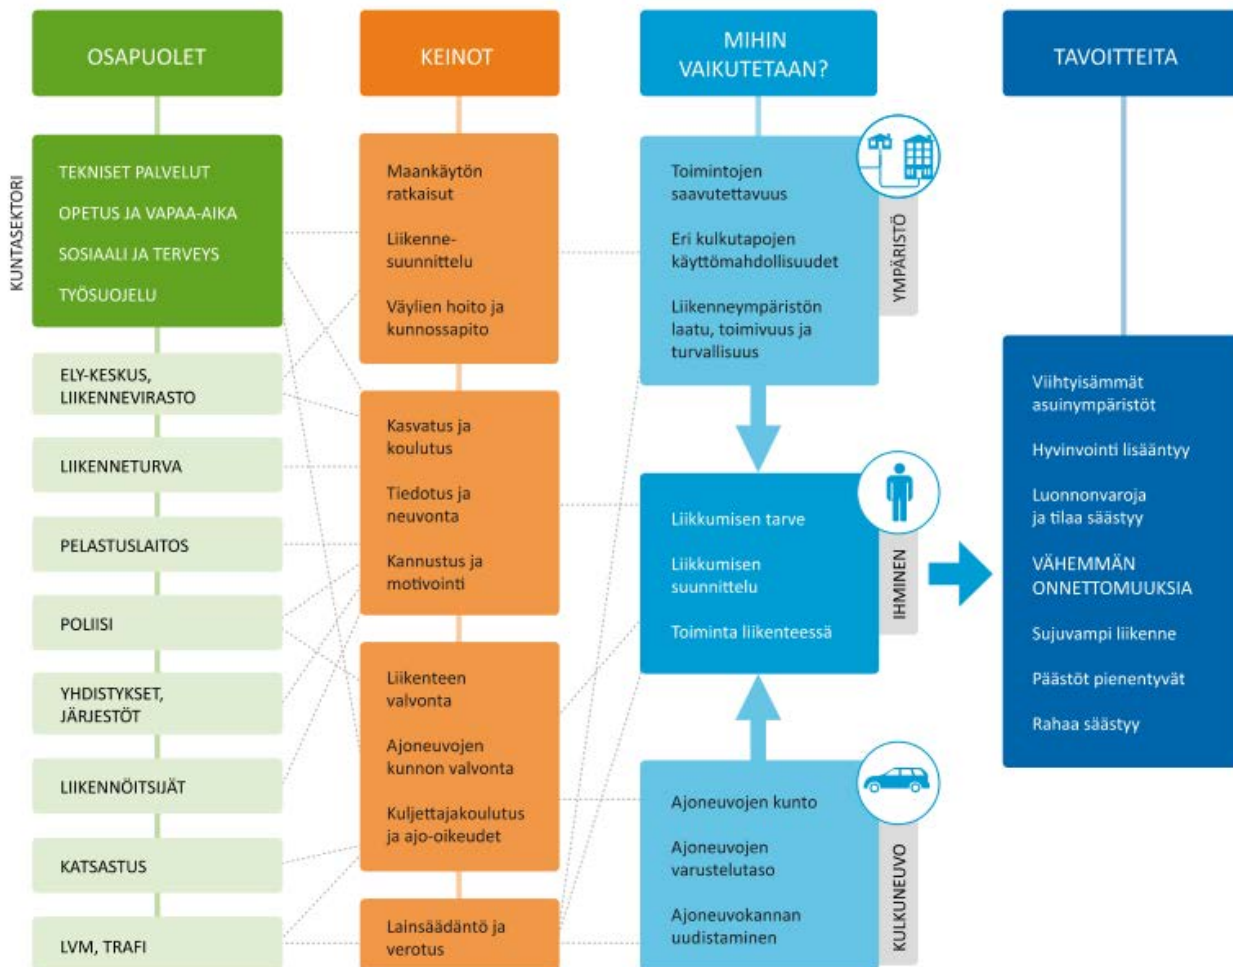 OSAPUOLET
KUNTASEKTORI
TEKNISET PALVELUT
OPETUS JA VAPAA-AIKA
SOSIAALI JA TERVEYS
TYÖSUOJELU
ELY-KESKUS,
LIIKENNEVIRASTO
LIIKENNETURVA
PELASTUSLAITOS
POLIISI
YHDISTYKSET,
JÄRJESTÖT
LIIKENNÖITSIJÄT
KATSASTUS
LVM, TRAFI
KEINOT
Maankäytön
ratkaisut
Liikenne-
suunnittelu
Väylien hoito ja
kunnossapito
Kasvatus ja
koulutus
Tiedotus ja
neuvonta
Kannustus ja
motivointi
Liikenteen
valvonta
Ajoneuvojen
kunnon valvonta
Kuljettajakoulutus
ja ajo-oikeudet
Lainsäädäntö ja
verotus
MIHIN
VAIKUTETAAN?
Toimintojen
saavutettavuus
Eri kulkutapojen
käyttömahdollisuudet
Liikenneympäristön
laatu, toimivuus ja
turvallisuus
YMPÄRISTÖ
Liikkumisen tarve
Liikkumisen
suunnittelu
Toiminta liikenteessä
IHMINEN
Ajoneuvojen kunto
Ajoneuvojen
varustelutaso
Ajoneuvokannan
uudistaminen
KULKUNEUVO
TAVOITTEITA
Viihtyisämmät
asuinympäristöt
Hyvinvointi lisääntyy
Luonnonvaroja
ja tilaa säästyy
VÄHEMMÄN
ONNETTOMUUKSIA
Sujuvampi liikenne
Päästöt pienentyvät
Rahaa säästyy